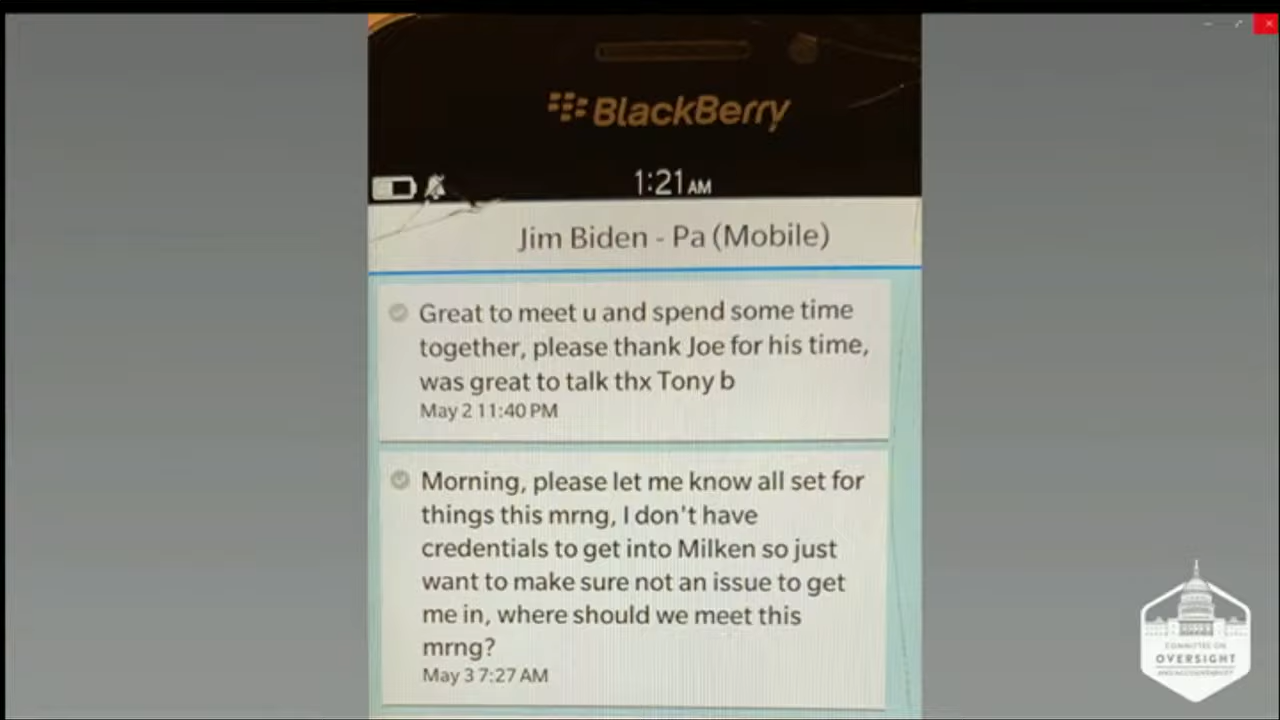 BlackBerry
1:21 AM
Jim Biden - Pa (Mobile)
Great to meet u and spend some time
together, please thank Joe for his time,
was great to talk thx Tony b
May 2 11:40 PM
Morning, please let me know all set for
things this mrng, I don't have
credentials to get into Milken so just
want to make sure not an issue to get
me in, where should we meet this
mrng?
May 3 7:27 AM
COMMITTEE ON
OVERSIGHT
AND ACCOUNTABILITY